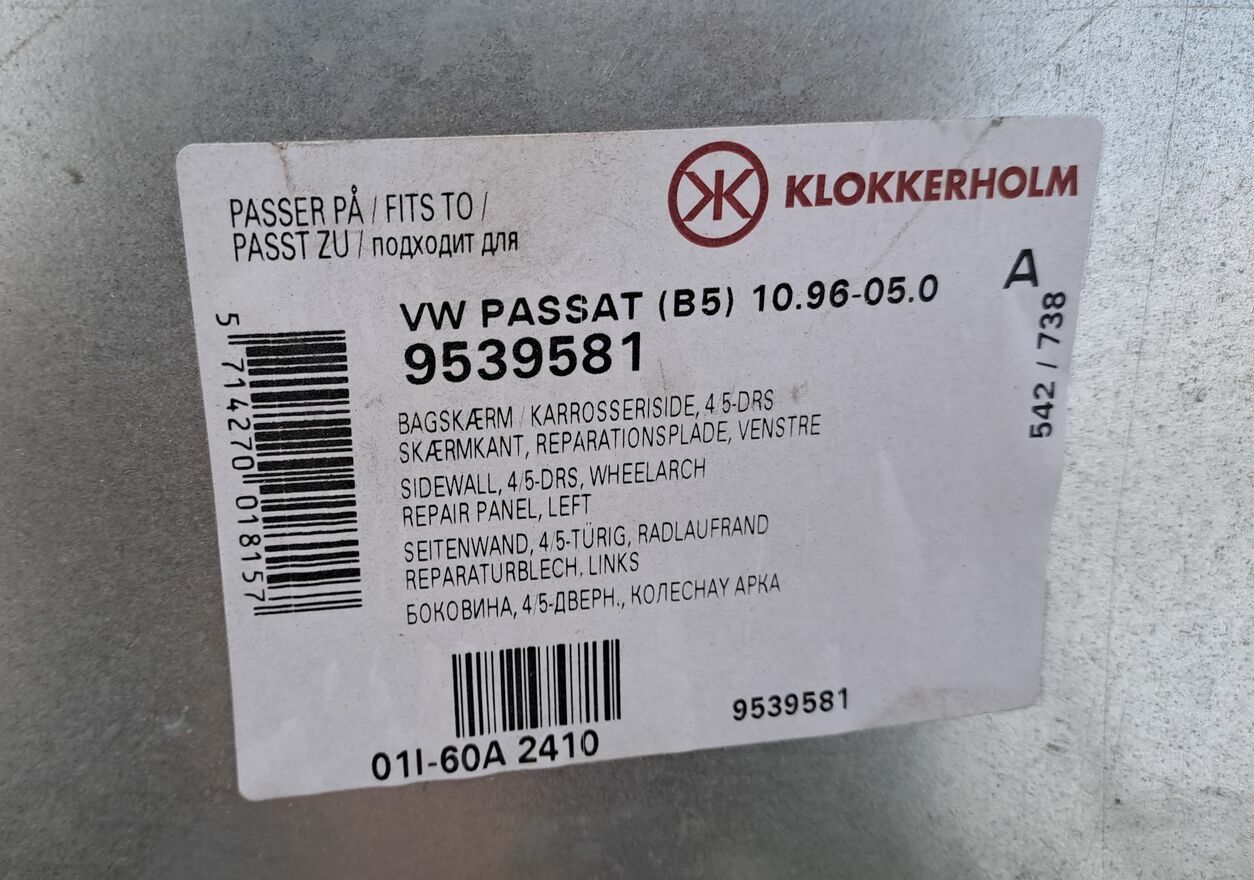 PASSER PÅ / FITS TO /
PASST ZU / подходит для
KLOKKERHOLM
A
VW PASSAT (B5) 10.96-05.0
9539581
542 / 738
5 714270 018157
BAGSKÆRM / KARROSSERISIDE, 4/5-DRS
SKÆRMKANT, REPARATIONSPLADE, VENSTRE
SIDEWALL, 4/5-DRS, WHEELARCH
REPAIR PANEL, LEFT
SEITENWAND, 4/5-TÜRIG, RADLAUFRAND
REPARATURBLECH, LINKS
БОКОВИНА, 4/5-ДВЕРН., КОЛЕСНАY АРКА
9539581
01I-60A 2410